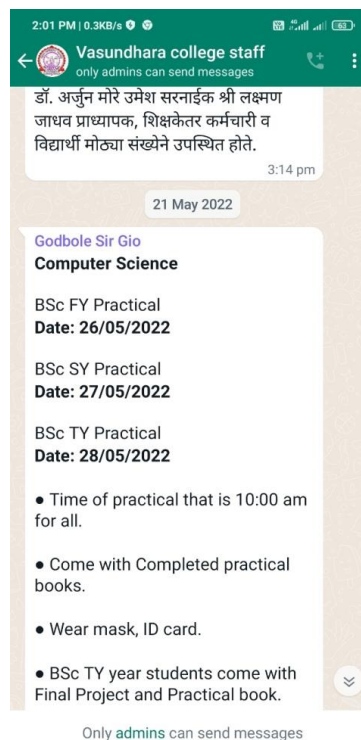 2:01 PM | 0.3KB/s
63
Vasundhara college staff
only admins can send messages
डॉ. अर्जुन मोरे उमेश सरनाईक श्री लक्ष्मण
जाधव प्राध्यापक, शिक्षकेतर कर्मचारी व
विद्यार्थी मोठ्या संख्येने उपस्थित होते.
3:14 pm
21 May 2022
Godbole Sir Gio
Computer Science
BSc FY Practical
Date: 26/05/2022
BSc SY Practical
Date: 27/05/2022
BSc TY Practical
Date: 28/05/2022
● Time of practical that is 10:00 am
for all.
● Come with Completed practical
books.
● Wear mask, ID card.
● BSc TY year students come with
Final Project and Practical book.
Only admins can send messages